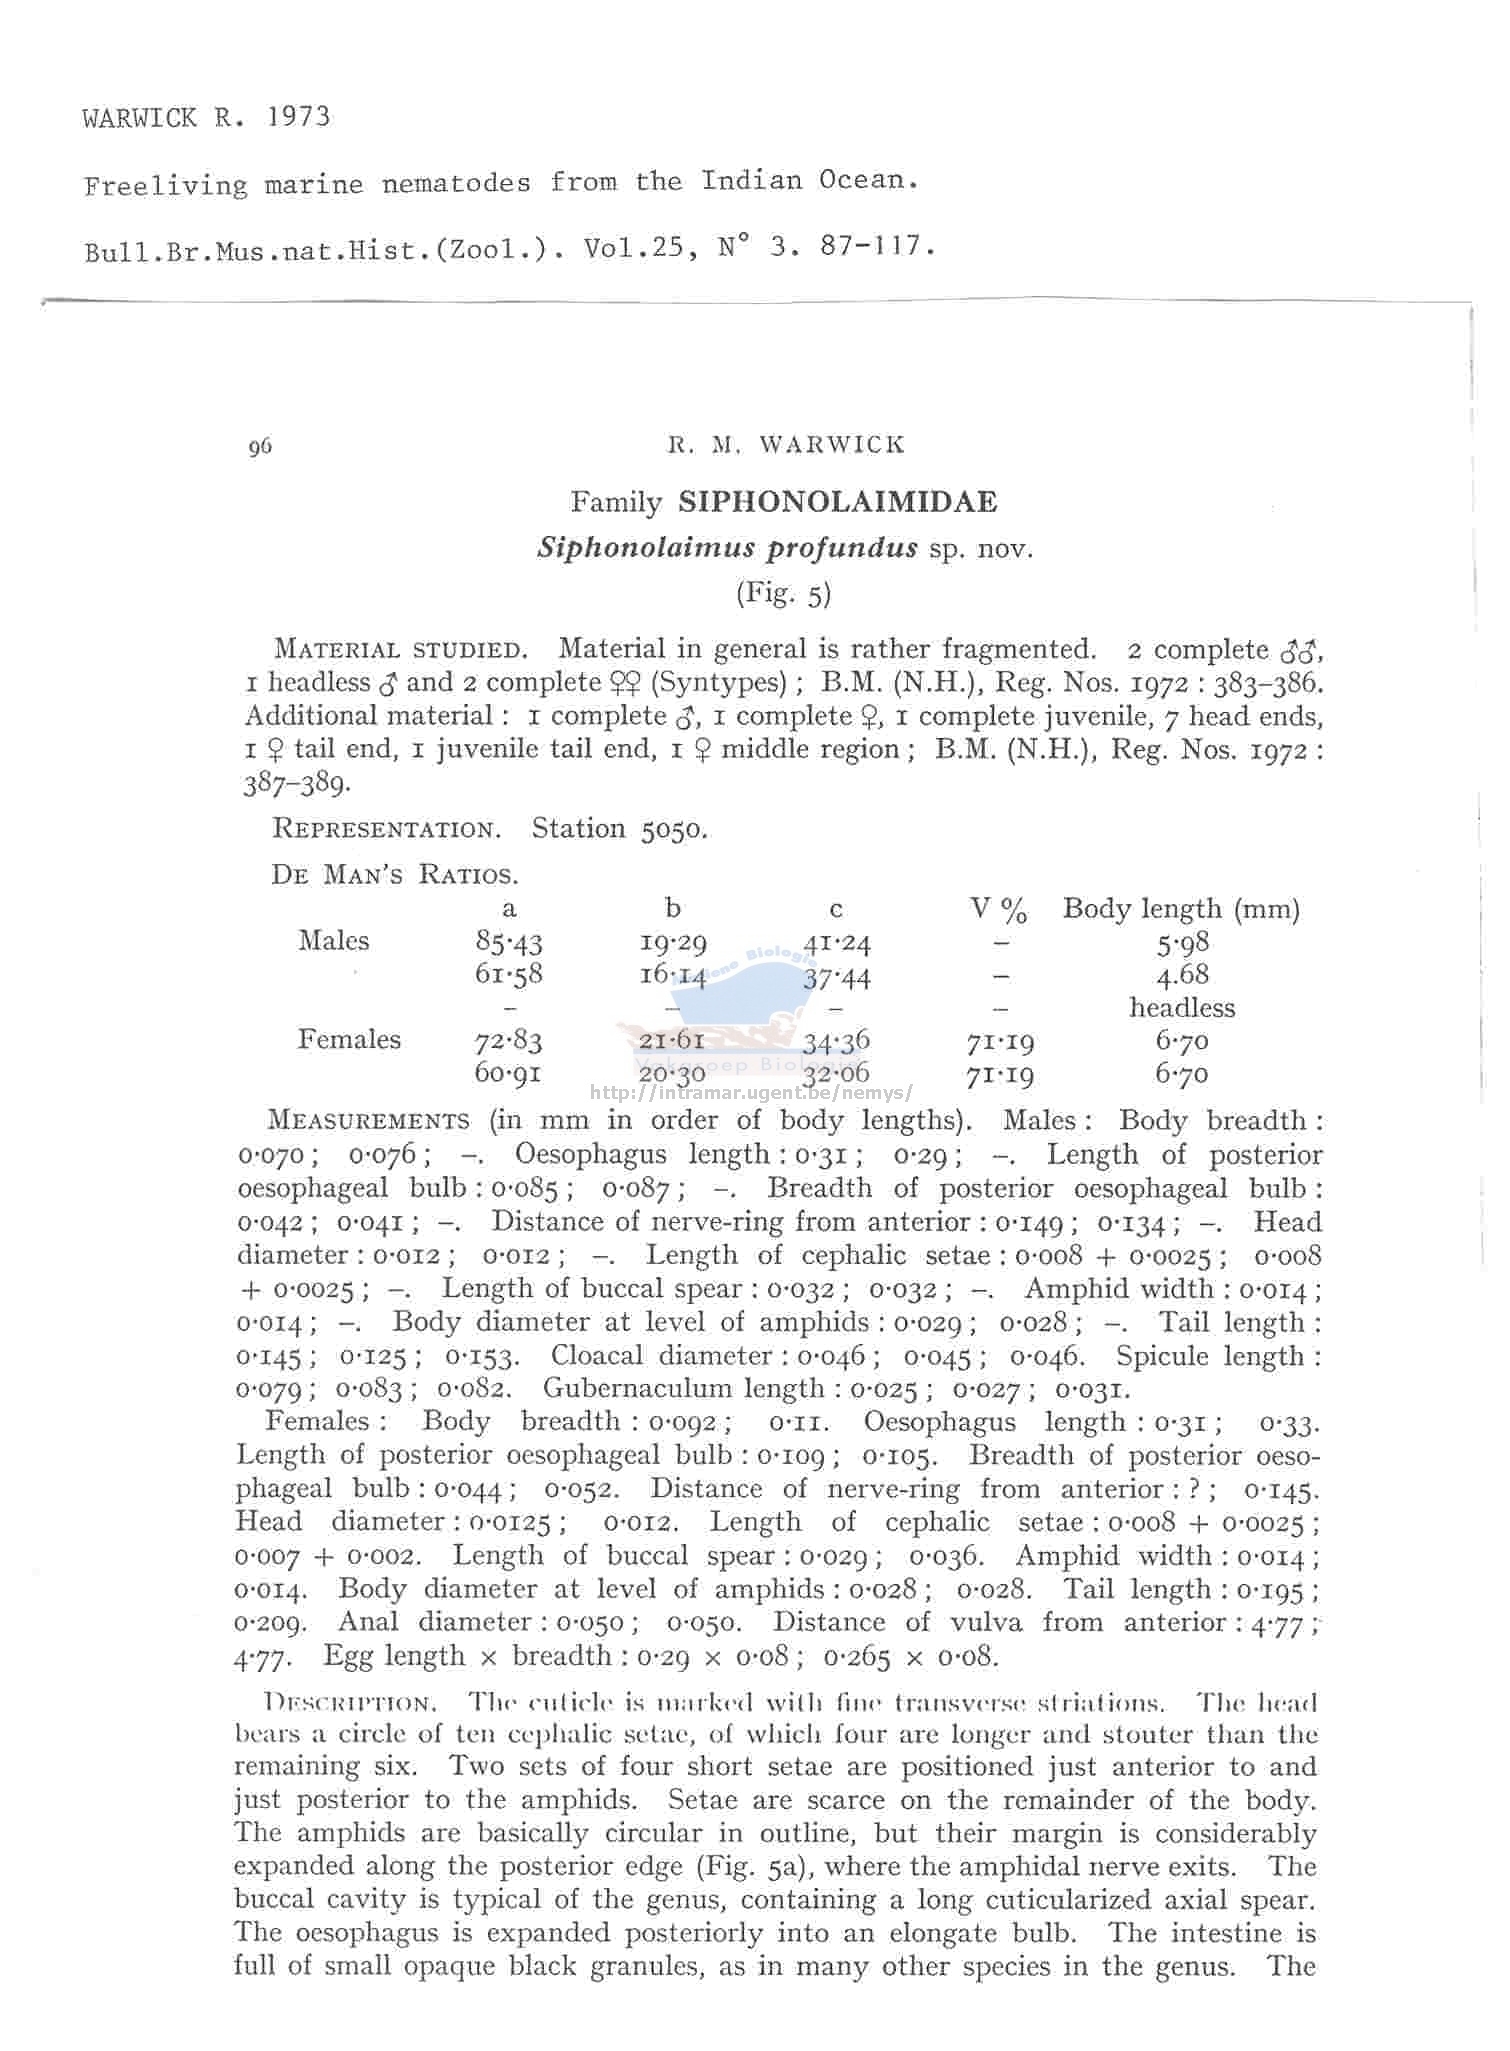 WARWICK R. 1973
Freeliving marine nematodes from the Indian Ocean.
Bull.Br.Mus.nat.Hist.(Zool.). Vol.25, N° 3. 87-117.
96 R. M. WARWICK
Family SIPHONOLAIMIDAE
Siphonolaimus profundus sp. nov.
(Fig. 5)
MATERIAL STUDIED. Material in general is rather fragmented. 2 complete ♂♂,
1 headless ♂ and 2 complete ♀♀ (Syntypes) ; B.M. (N.H.), Reg. Nos. 1972 : 383–386.
Additional material : 1 complete ♂, 1 complete ♀, 1 complete juvenile, 7 head ends,
1 ♀ tail end, 1 juvenile tail end, 1 ♀ middle region ; B.M. (N.H.), Reg. Nos. 1972 :
387–389.
REPRESENTATION. Station 5050.
DE MAN'S RATIOS.
a b c V % Body length (mm)
Males 85·43 19·29 41·24 – 5·98
61·58 16·14 37·44 – 4.68
– – – – headless
Females 72·83 21·61 34·36 71·19 6·70
60·91 20·30 32·06 71·19 6·70
Mariene Biologie
Vakgroep Biologie
http://intramar.ugent.be/nemys/
MEASUREMENTS (in mm in order of body lengths). Males : Body breadth :
0·070 ; 0·076 ; –. Oesophagus length : 0·31 ; 0·29 ; –. Length of posterior
oesophageal bulb : 0·085 ; 0·087 ; –. Breadth of posterior oesophageal bulb :
0·042 ; 0·041 ; –. Distance of nerve-ring from anterior : 0·149 ; 0·134 ; –. Head
diameter : 0·012 ; 0·012 ; –. Length of cephalic setae : 0·008 + 0·0025 ; 0·008
+ 0·0025 ; –. Length of buccal spear : 0·032 ; 0·032 ; –. Amphid width : 0·014 ;
0·014 ; –. Body diameter at level of amphids : 0·029 ; 0·028 ; –. Tail length :
0·145 ; 0·125 ; 0·153. Cloacal diameter : 0·046 ; 0·045 ; 0·046. Spicule length :
0·079 ; 0·083 ; 0·082. Gubernaculum length : 0·025 ; 0·027 ; 0·031.
Females : Body breadth : 0·092 ; 0·11. Oesophagus length : 0·31 ; 0·33.
Length of posterior oesophageal bulb : 0·109 ; 0·105. Breadth of posterior oeso-
phageal bulb : 0·044 ; 0·052. Distance of nerve-ring from anterior : ? ; 0·145.
Head diameter : 0·0125 ; 0·012. Length of cephalic setae : 0·008 + 0·0025 ;
0·007 + 0·002. Length of buccal spear : 0·029 ; 0·036. Amphid width : 0·014 ;
0·014. Body diameter at level of amphids : 0·028 ; 0·028. Tail length : 0·195 ;
0·209. Anal diameter : 0·050 ; 0·050. Distance of vulva from anterior : 4·77 ;
4·77. Egg length × breadth : 0·29 × 0·08 ; 0·265 × 0·08.
DESCRIPTION. The cuticle is marked with fine transverse striations. The head
bears a circle of ten cephalic setae, of which four are longer and stouter than the
remaining six. Two sets of four short setae are positioned just anterior to and
just posterior to the amphids. Setae are scarce on the remainder of the body.
The amphids are basically circular in outline, but their margin is considerably
expanded along the posterior edge (Fig. 5a), where the amphidal nerve exits. The
buccal cavity is typical of the genus, containing a long cuticularized axial spear.
The oesophagus is expanded posteriorly into an elongate bulb. The intestine is
full of small opaque black granules, as in many other species in the genus. The